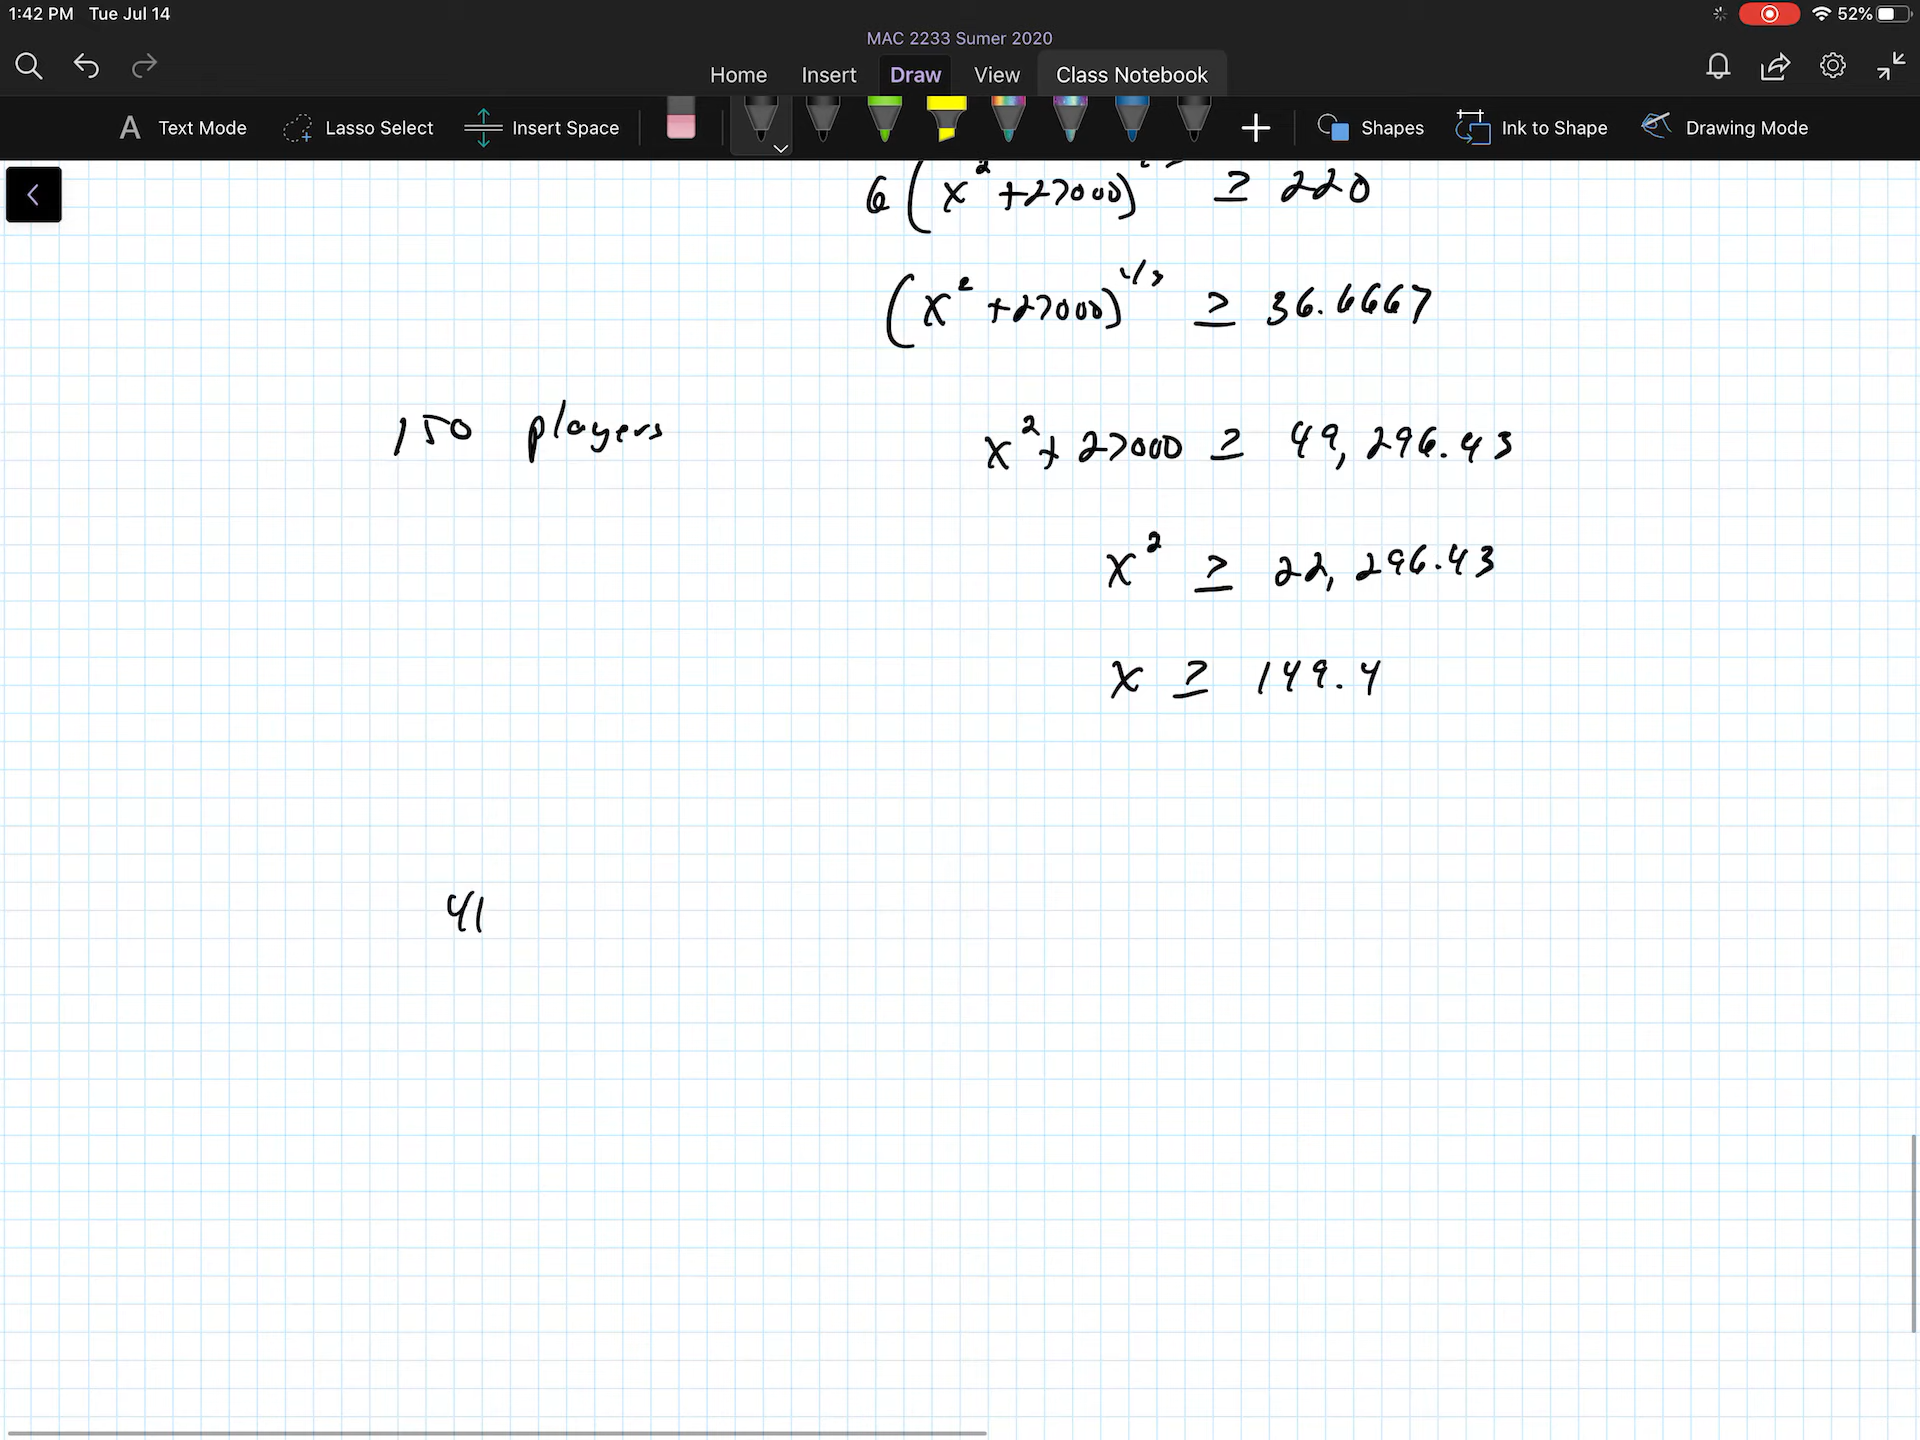 1:42 PM Tue Jul 14 52%
MAC 2233 Sumer 2020
Home Insert Draw View Class Notebook
Text Mode Lasso Select Insert Space Shapes Ink to Shape Drawing Mode
6(x² +27000) ≥ 220
(x² +27000)^1/3 ≥ 36.6667
150 players
x² + 27000 ≥ 49,296.43
x² ≥ 22,296.43
x ≥ 149.4
41